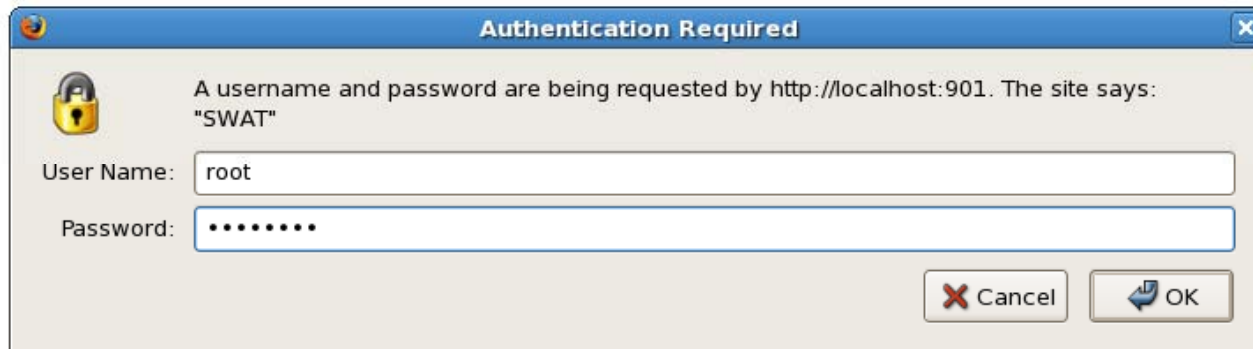 Authentication Required
A username and password are being requested by http://localhost:901. The site says:
"SWAT"
User Name: root
Password: ••••••••
Cancel OK